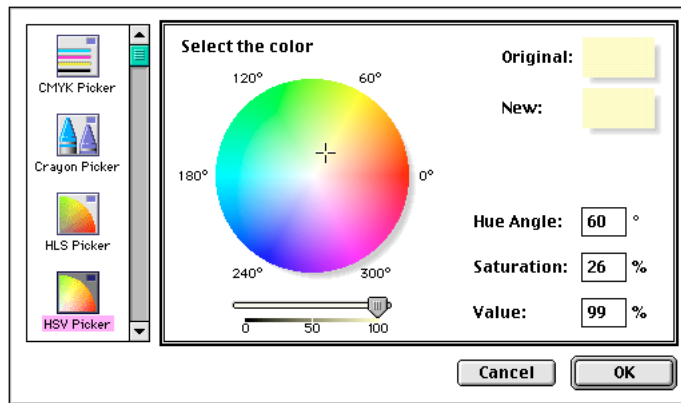 CMYK Picker
Crayon Picker
HLS Picker
HSV Picker
Select the color
120°
60°
180°
0°
240°
300°
0
50
100
Original:
New:
Hue Angle: 60 °
Saturation: 26 %
Value: 99 %
Cancel
OK